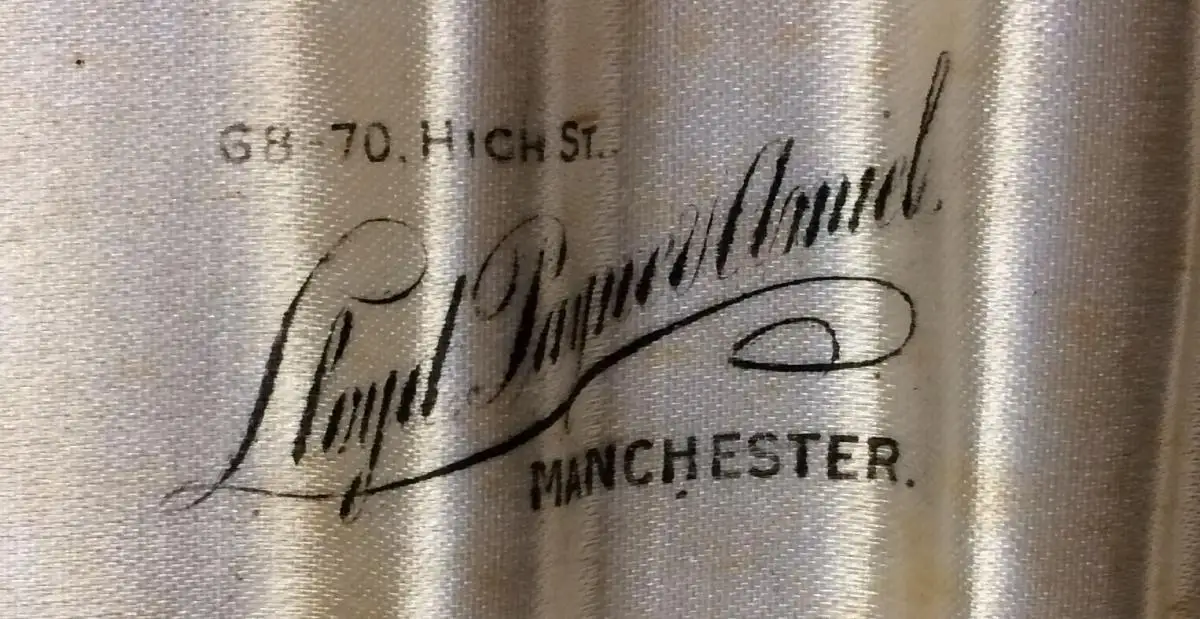 68-70, HIGH ST.
Lloyd Payne & Amiel.
MANCHESTER.